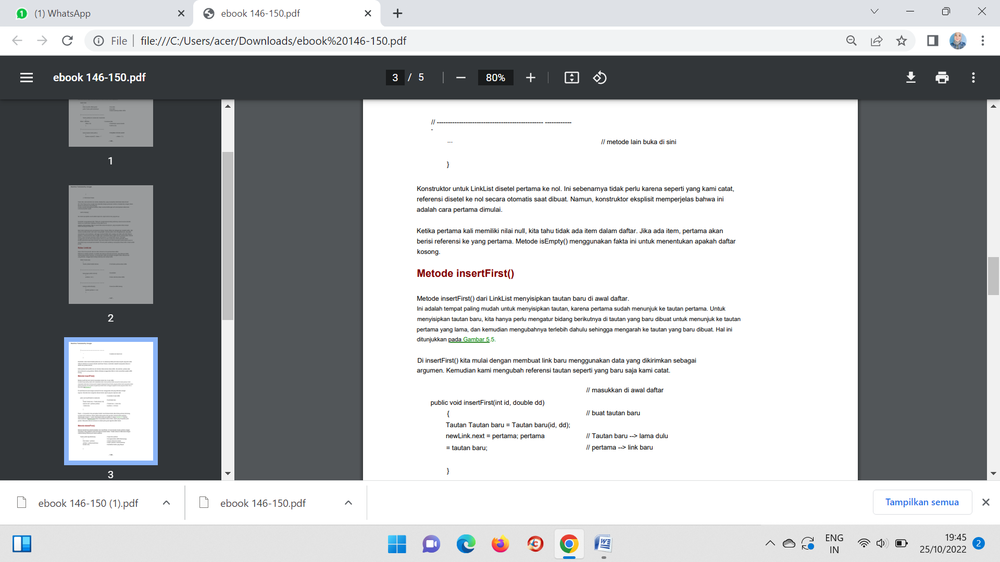 (1) WhatsApp
ebook 146-150.pdf
File
file:///C:/Users/acer/Downloads/ebook%20146-150.pdf
ebook 146-150.pdf
3 / 5
80%
1
2
3
// ------------------------------------------------ ------------
-
...
// metode lain buka di sini
}
Konstruktor untuk LinkList disetel pertama ke nol. Ini sebenarnya tidak perlu karena seperti yang kami catat,
referensi disetel ke nol secara otomatis saat dibuat. Namun, konstruktor eksplisit memperjelas bahwa ini
adalah cara pertama dimulai.
Ketika pertama kali memiliki nilai null, kita tahu tidak ada item dalam daftar. Jika ada item, pertama akan
berisi referensi ke yang pertama. Metode isEmpty() menggunakan fakta ini untuk menentukan apakah daftar
kosong.
Metode insertFirst()
Metode insertFirst() dari LinkList menyisipkan tautan baru di awal daftar.
Ini adalah tempat paling mudah untuk menyisipkan tautan, karena pertama sudah menunjuk ke tautan pertama. Untuk
menyisipkan tautan baru, kita hanya perlu mengatur bidang berikutnya di tautan yang baru dibuat untuk menunjuk ke tautan
pertama yang lama, dan kemudian mengubahnya terlebih dahulu sehingga mengarah ke tautan yang baru dibuat. Hal ini
ditunjukkan pada Gambar 5.5.
Di insertFirst() kita mulai dengan membuat link baru menggunakan data yang dikirimkan sebagai
argumen. Kemudian kami mengubah referensi tautan seperti yang baru saja kami catat.
// masukkan di awal daftar
public void insertFirst(int id, double dd)
{
// buat tautan baru
Tautan Tautan baru = Tautan baru(id, dd);
newLink.next = pertama; pertama
// Tautan baru --> lama dulu
= tautan baru;
// pertama --> link baru
}
ebook 146-150 (1).pdf
ebook 146-150.pdf
Tampilkan semua
ENG
IN
19:45
25/10/2022
2